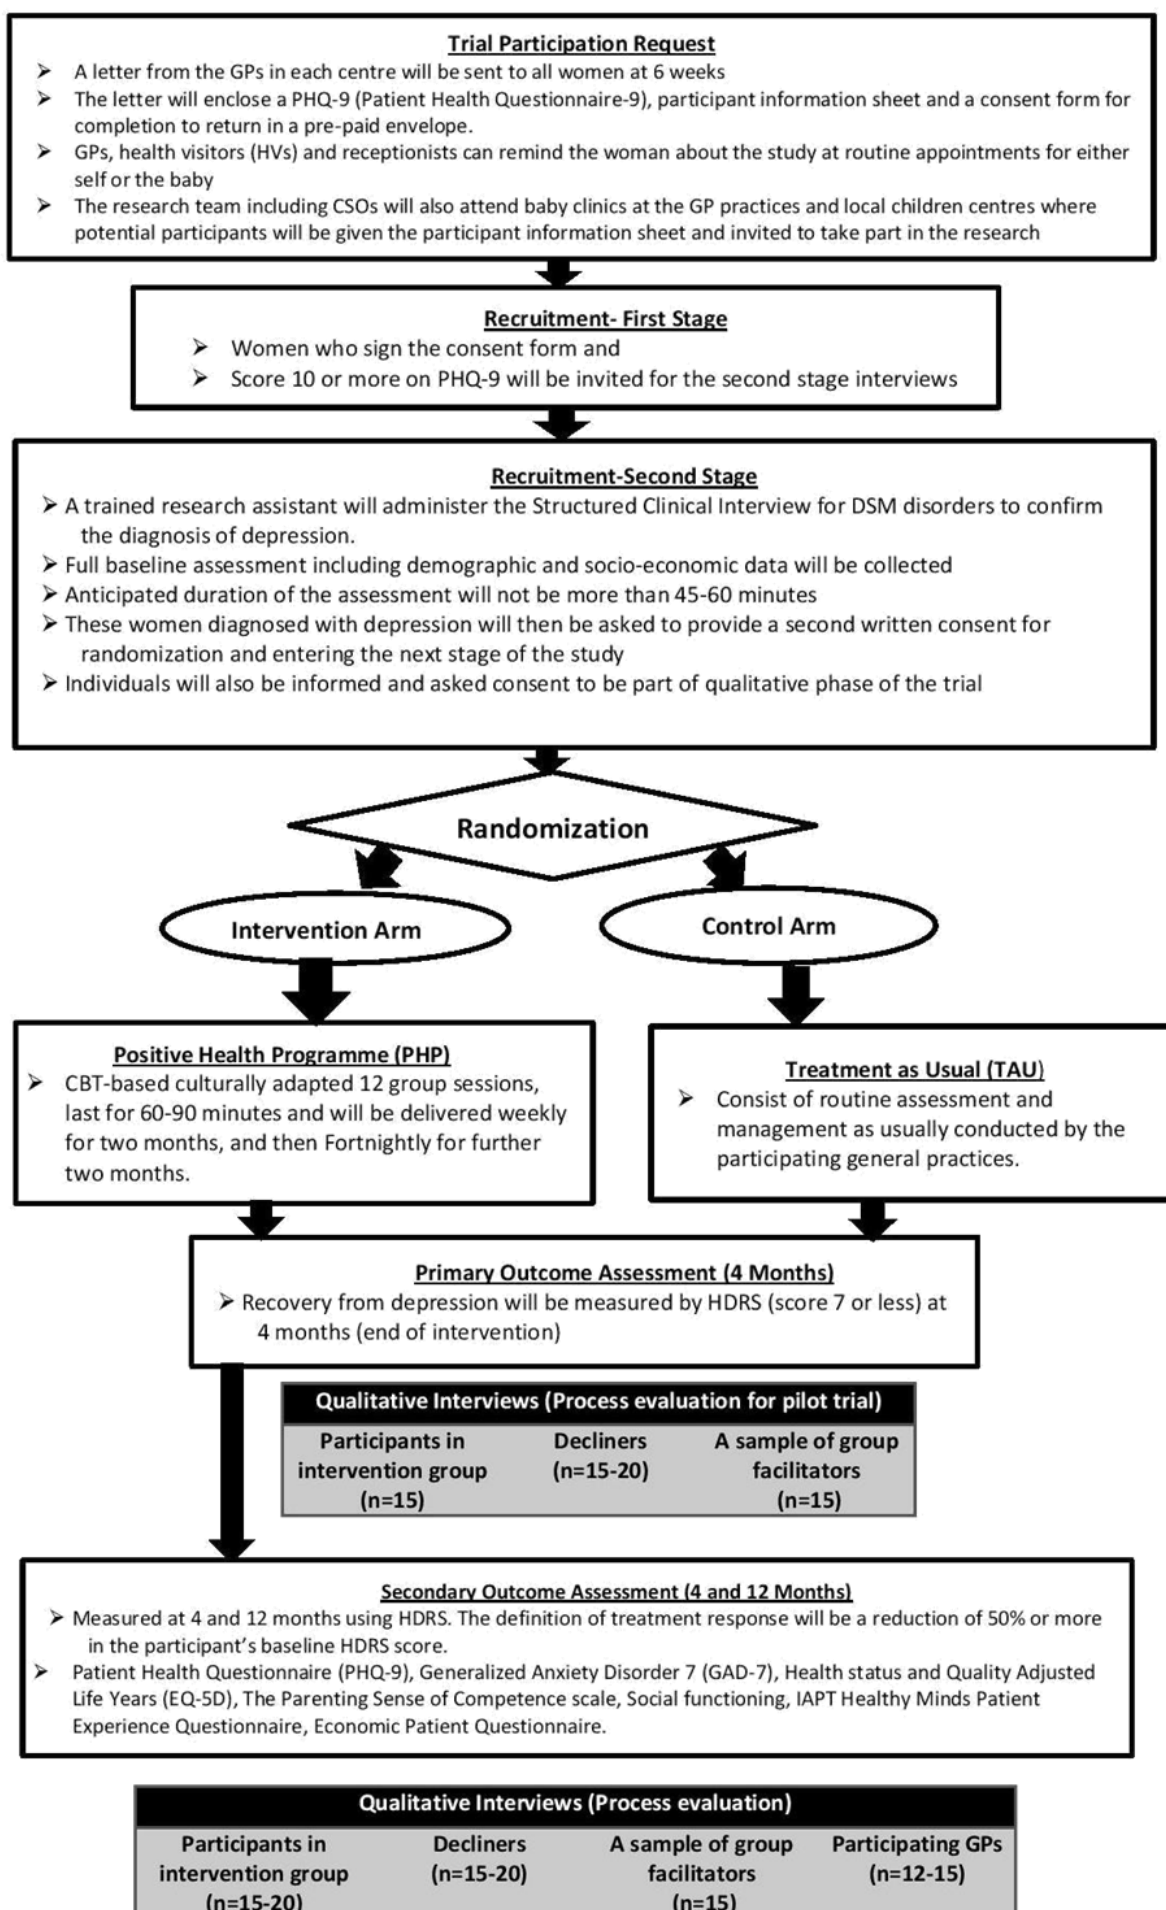 Trial Participation Request
➢ A letter from the GPs in each centre will be sent to all women at 6 weeks
➢ The letter will enclose a PHQ-9 (Patient Health Questionnaire-9), participant information sheet and a consent form for
completion to return in a pre-paid envelope.
➢ GPs, health visitors (HVs) and receptionists can remind the woman about the study at routine appointments for either
self or the baby
➢ The research team including CSOs will also attend baby clinics at the GP practices and local children centres where
potential participants will be given the participant information sheet and invited to take part in the research
Recruitment- First Stage
➢ Women who sign the consent form and
➢ Score 10 or more on PHQ-9 will be invited for the second stage interviews
Recruitment-Second Stage
➢ A trained research assistant will administer the Structured Clinical Interview for DSM disorders to confirm
the diagnosis of depression.
➢ Full baseline assessment including demographic and socio-economic data will be collected
➢ Anticipated duration of the assessment will not be more than 45-60 minutes
➢ These women diagnosed with depression will then be asked to provide a second written consent for
randomization and entering the next stage of the study
➢ Individuals will also be informed and asked consent to be part of qualitative phase of the trial
Randomization
Intervention Arm
Control Arm
Positive Health Programme (PHP)
➢ CBT-based culturally adapted 12 group sessions,
last for 60-90 minutes and will be delivered weekly
for two months, and then Fortnightly for further
two months.
Treatment as Usual (TAU)
➢ Consist of routine assessment and
management as usually conducted by the
participating general practices.
Primary Outcome Assessment (4 Months)
➢ Recovery from depression will be measured by HDRS (score 7 or less) at
4 months (end of intervention)
Qualitative Interviews (Process evaluation for pilot trial)
Participants in
intervention group
(n=15)
Decliners
(n=15-20)
A sample of group
facilitators
(n=15)
Secondary Outcome Assessment (4 and 12 Months)
➢ Measured at 4 and 12 months using HDRS. The definition of treatment response will be a reduction of 50% or more
in the participant's baseline HDRS score.
➢ Patient Health Questionnaire (PHQ-9), Generalized Anxiety Disorder 7 (GAD-7), Health status and Quality Adjusted
Life Years (EQ-5D), The Parenting Sense of Competence scale, Social functioning, IAPT Healthy Minds Patient
Experience Questionnaire, Economic Patient Questionnaire.
Qualitative Interviews (Process evaluation)
Participants in
intervention group
(n=15-20)
Decliners
(n=15-20)
A sample of group
facilitators
(n=15)
Participating GPs
(n=12-15)